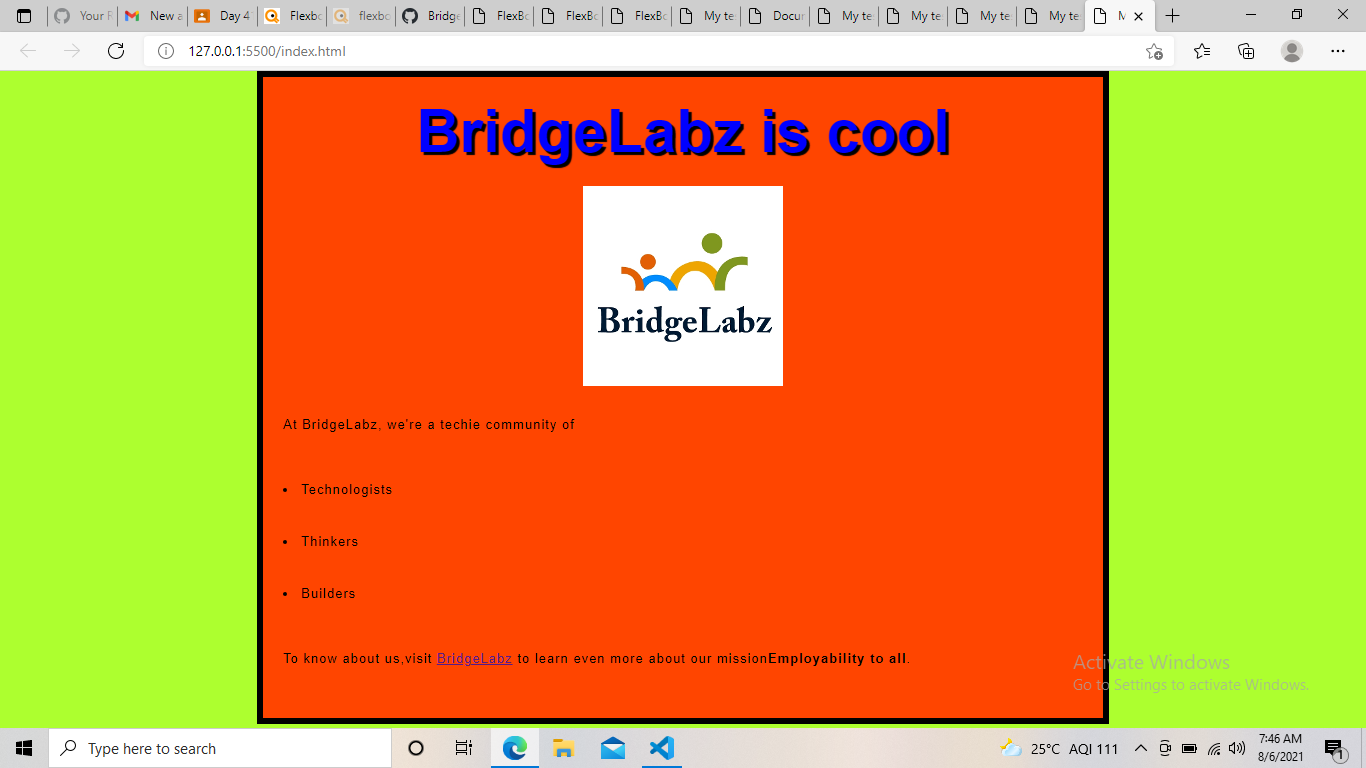 Your R
New a
Day 4
Flexbo
flexbo
Bridge
FlexBo
FlexBo
FlexBo
My te
Docur
My te
My te
My te
My te
M
127.0.0.1:5500/index.html
BridgeLabz is cool
BridgeLabz
At BridgeLabz, we're a techie community of
• Technologists
• Thinkers
• Builders
To know about us,visit BridgeLabz to learn even more about our missionEmployability to all.
Activate Windows
Go to Settings to activate Windows.
Type here to search
25°C AQI 111
7:46 AM
8/6/2021
1